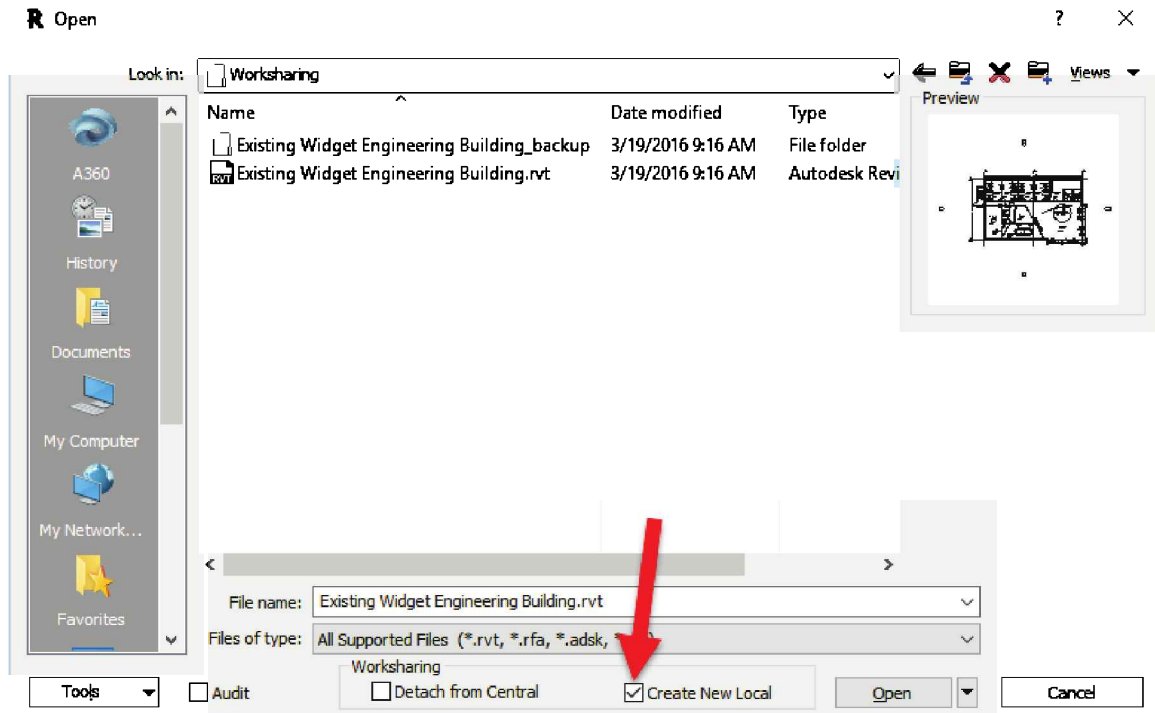 R Open ?
Look in: Worksharing Views
Name Date modified Type Preview
Existing Widget Engineering Building_backup 3/19/2016 9:16 AM File folder
Existing Widget Engineering Building.rvt 3/19/2016 9:16 AM Autodesk Revi
RVT
A360
History
Documents
My Computer
My Network...
Favorites
File name: Existing Widget Engineering Building.rvt
Files of type: All Supported Files (*.rvt, *.rfa, *.adsk,
Worksharing
Tools Audit Detach from Central Create New Local Open Cancel